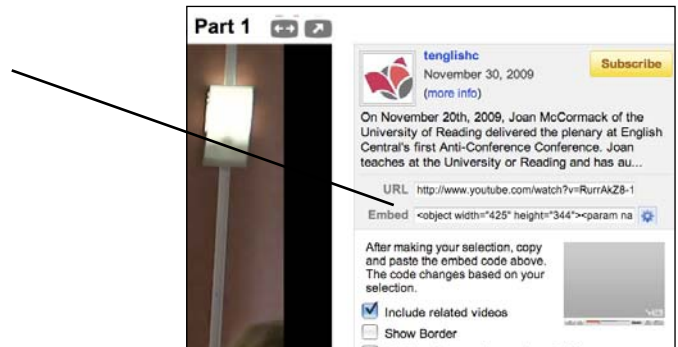 Part 1
tenglishc
November 30, 2009
(more info)
Subscribe
On November 20th, 2009, Joan McCormack of the
University of Reading delivered the plenary at English
Central's first Anti-Conference Conference. Joan
teaches at the University or Reading and has au...
URL http://www.youtube.com/watch?v=RurrAkZ8-1
Embed <object width="425" height="344"><param na
After making your selection, copy
and paste the embed code above.
The code changes based on your
selection.
Include related videos
Show Border